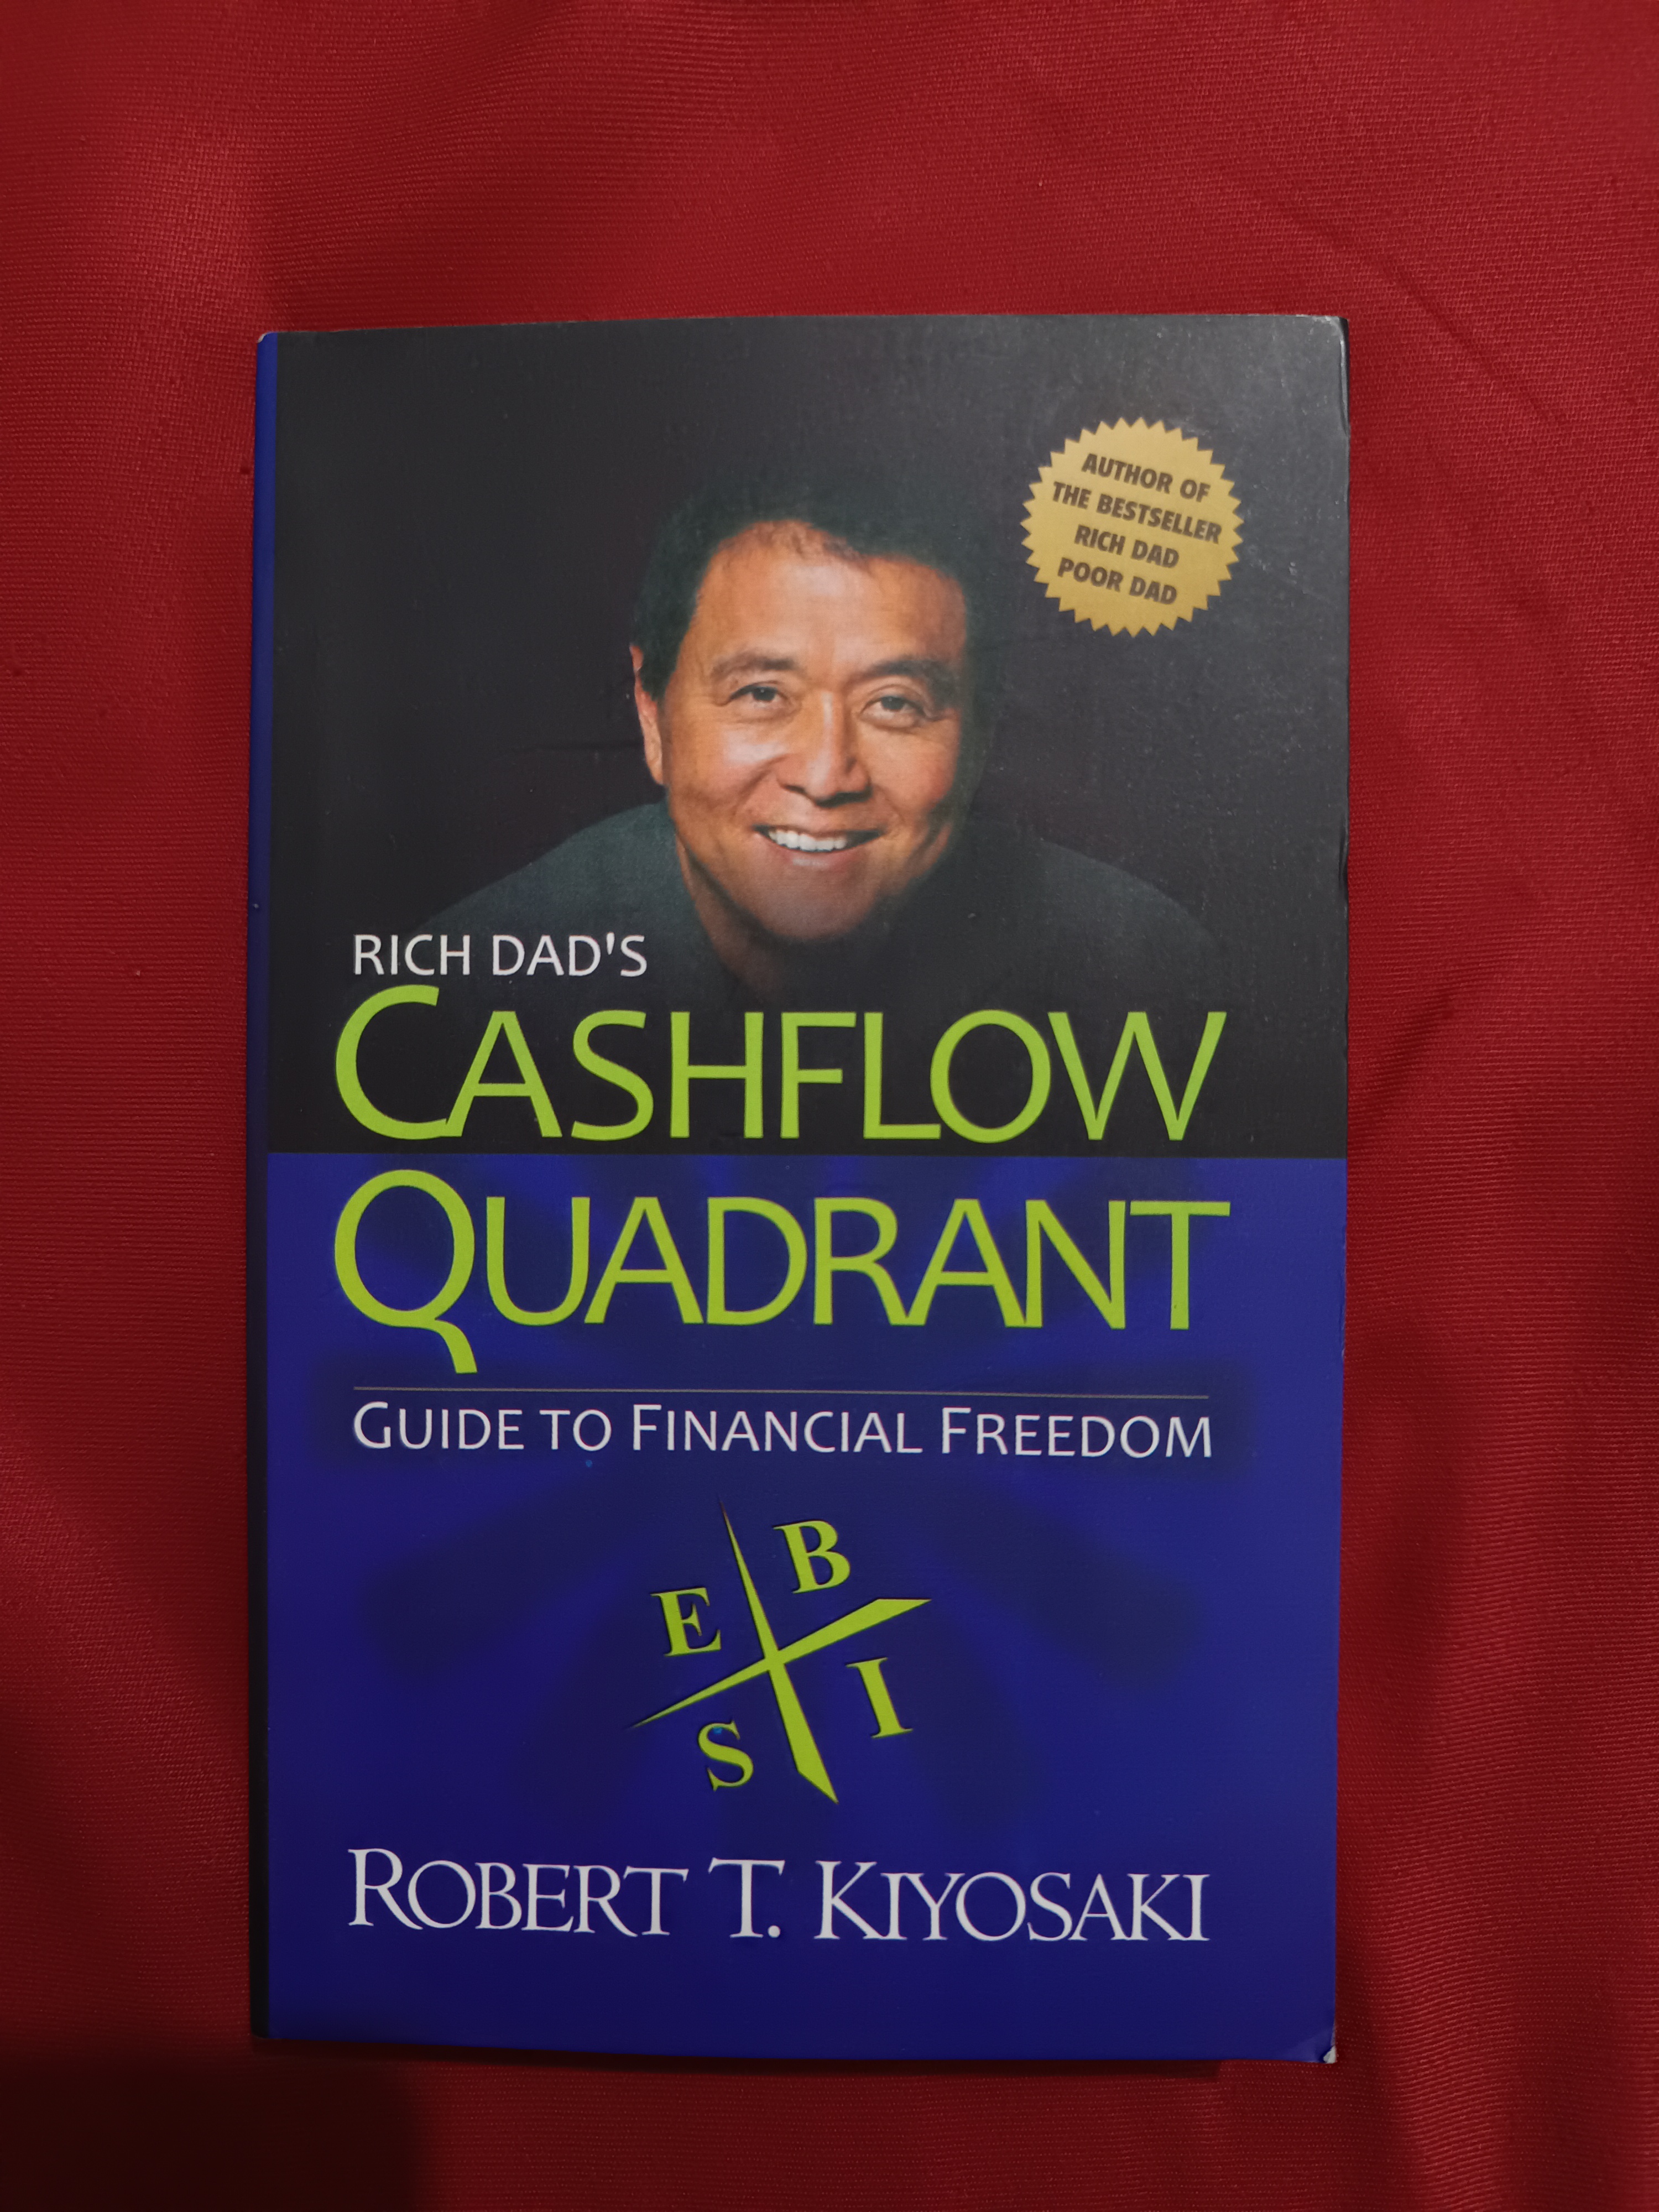 AUTHOR OF
THE BESTSELLER
RICH DAD
POOR DAD
RICH DAD'S
CASHFLOW
QUADRANT
GUIDE TO FINANCIAL FREEDOM
E B
S I
ROBERT T. KIYOSAKI